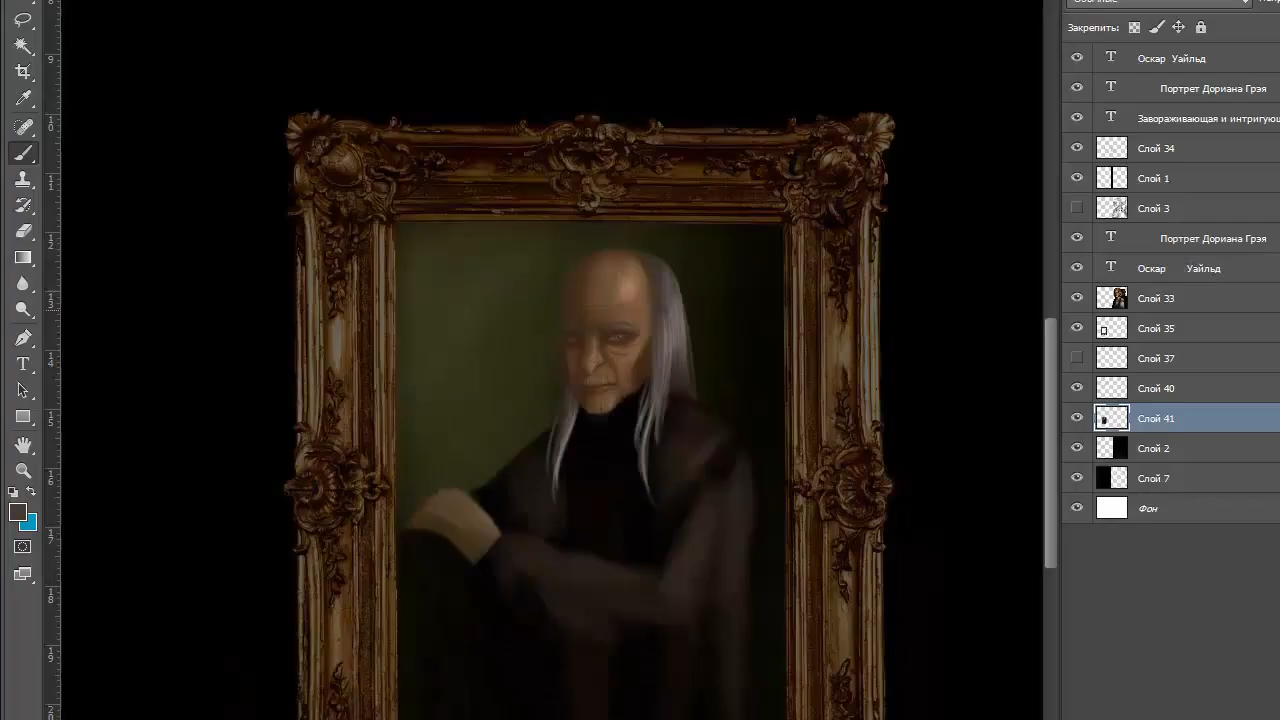 Закрепить:
Оскар Уайльд
Портрет Дориана Грэя
Завораживающая и интригующ
Слой 34
Слой 1
Слой 3
Портрет Дориана Грэя
Оскар Уайльд
Слой 33
Слой 35
Слой 37
Слой 40
Слой 41
Слой 2
Слой 7
Фон